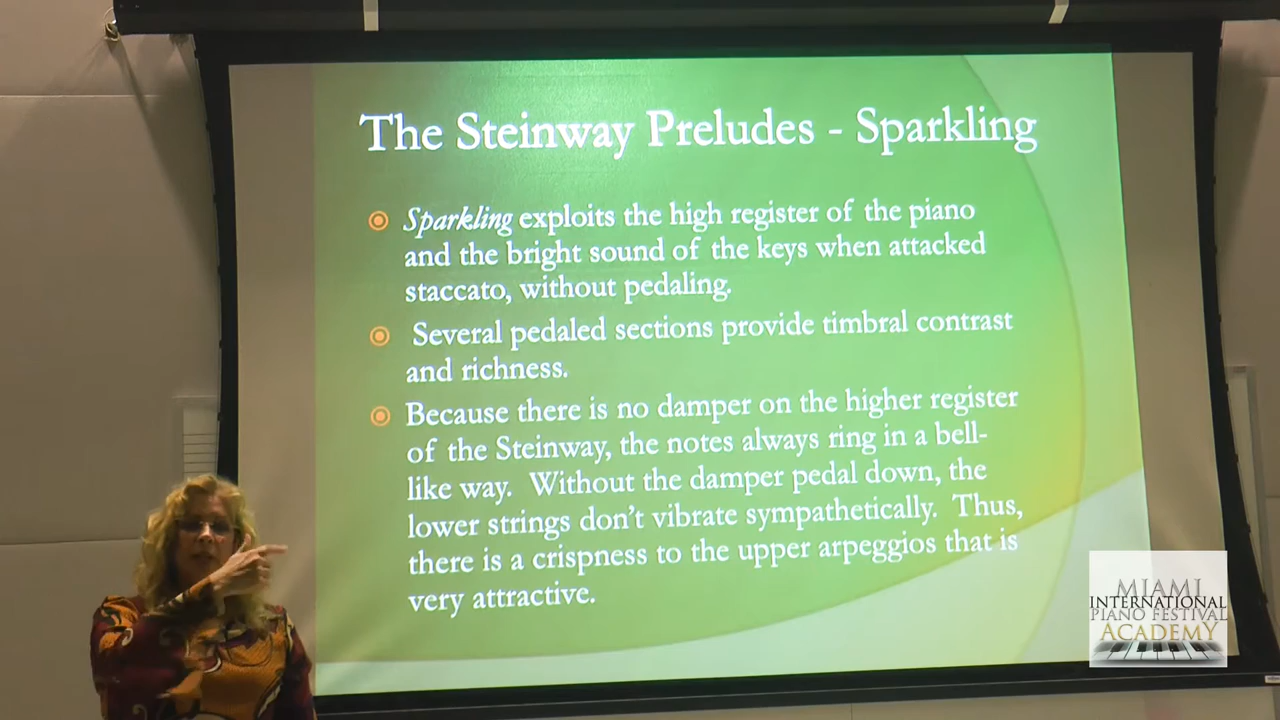 The Steinway Preludes - Sparkling
Sparkling exploits the high register of the piano
and the bright sound of the keys when attacked
staccato, without pedaling.
Several pedaled sections provide timbral contrast
and richness.
Because there is no damper on the higher register
of the Steinway, the notes always ring in a bell-
like way. Without the damper pedal down, the
lower strings don't vibrate sympathetically. Thus,
there is a crispness to the upper arpeggios that is
very attractive.
MIAMI
INTERNATIONAL
PIANO FESTIVAL
ACADEMY